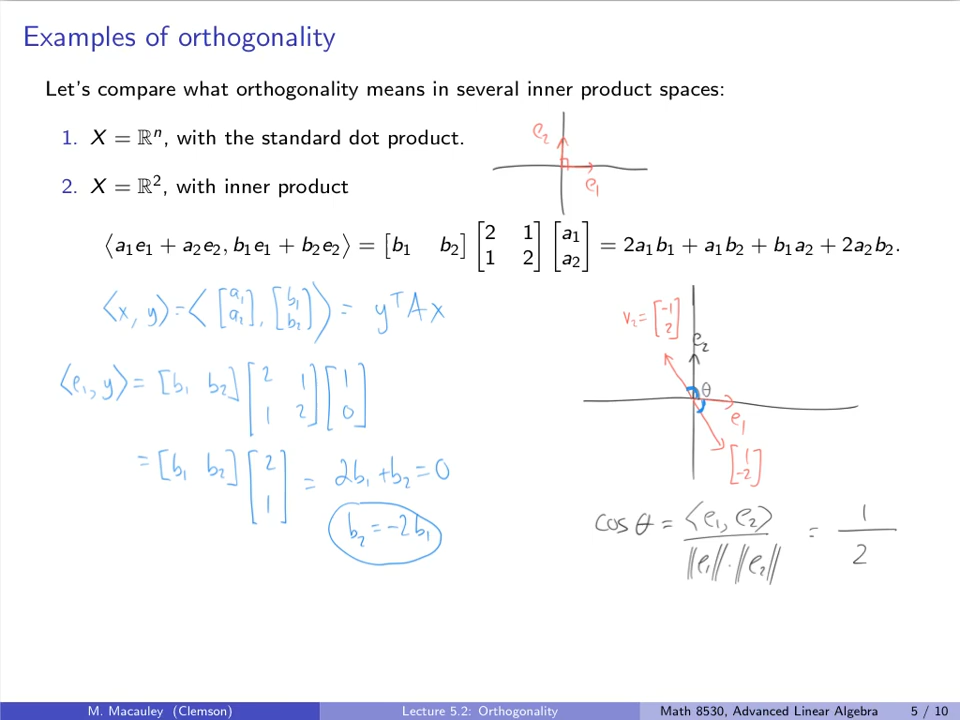 Examples of orthogonality
Let's compare what orthogonality means in several inner product spaces:
1. X = ℝⁿ, with the standard dot product.
e₂
e₁
2. X = ℝ², with inner product
⟨a₁e₁ + a₂e₂, b₁e₁ + b₂e₂⟩ = [b₁ b₂] [2 1; 1 2] [a₁; a₂] = 2a₁b₁ + a₁b₂ + b₁a₂ + 2a₂b₂.
⟨x, y⟩ = ⟨[a₁; a₂], [b₁; b₂]⟩ = yᵀAx
⟨e₁, y⟩ = [b₁ b₂] [2 1; 1 2] [1; 0]
= [b₁ b₂] [2; 1] = 2b₁ + b₂ = 0
b₂ = -2b₁
v₂ = [-1; 2]
e₂
θ
e₁
[1; -2]
cos θ = ⟨e₁, e₂⟩ / ‖e₁‖·‖e₂‖ = 1 / 2
M. Macauley (Clemson) Lecture 5.2: Orthogonality Math 8530, Advanced Linear Algebra 5 / 10